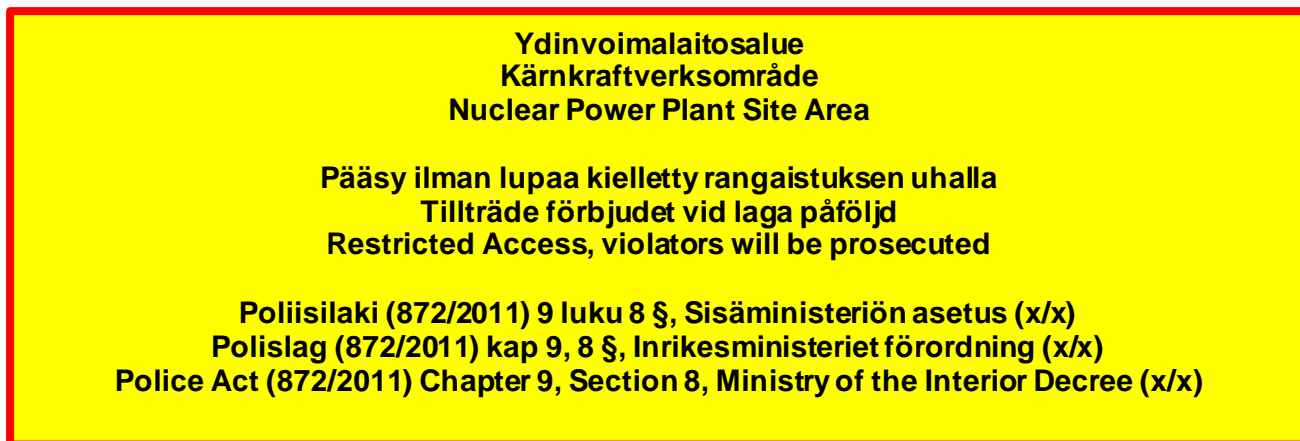 Ydinvoimalaitosalue
Kärnkraftverksområde
Nuclear Power Plant Site Area
Pääsy ilman lupaa kielletty rangaistuksen uhalla
Tillträde förbjudet vid laga påföljd
Restricted Access, violators will be prosecuted
Poliisilaki (872/2011) 9 luku 8 §, Sisäministeriön asetus (x/x)
Polislag (872/2011) kap 9, 8 §, Inrikesministeriet förordning (x/x)
Police Act (872/2011) Chapter 9, Section 8, Ministry of the Interior Decree (x/x)